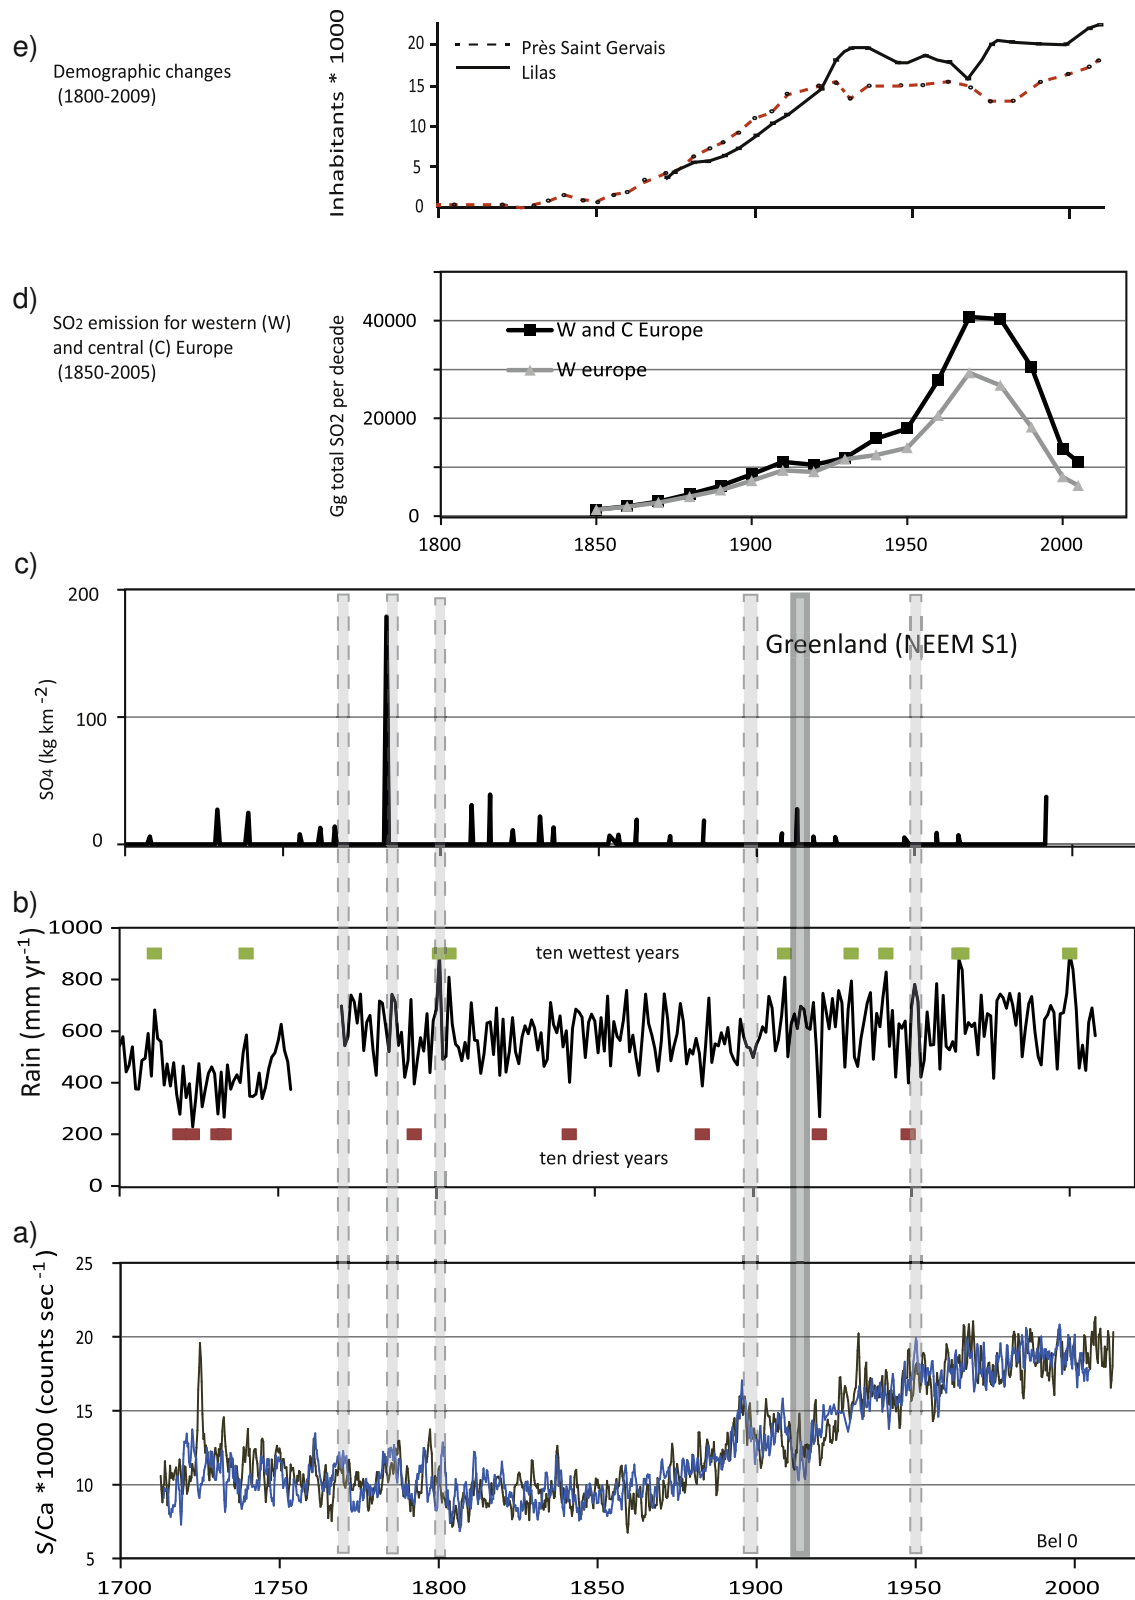 e)
Demographic changes
(1800-2009)
Inhabitants * 1000
20
15
10
5
0
Près Saint Gervais
Lilas
d)
SO2 emission for western (W)
and central (C) Europe
(1850-2005)
Gg total SO2 per decade
40000
20000
0
W and C Europe
W europe
1800
1850
1900
1950
2000
c)
SO4 (kg km-2)
200
100
0
Greenland (NEEM S1)
b)
Rain (mm yr-1)
1000
800
600
400
200
0
ten wettest years
ten driest years
a)
S/Ca *1000 (counts sec-1)
25
20
15
10
5
Bel 0
1700
1750
1800
1850
1900
1950
2000